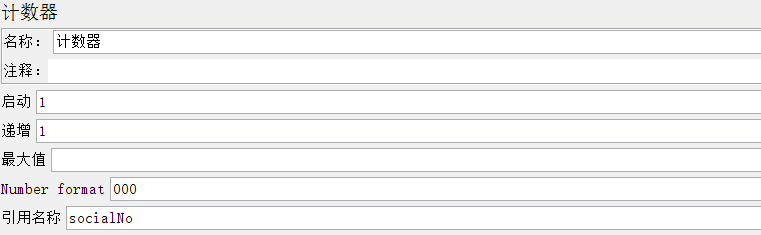 计数器
名称： 计数器
注释：
启动 1
递增 1
最大值
Number format 000
引用名称 socialNo